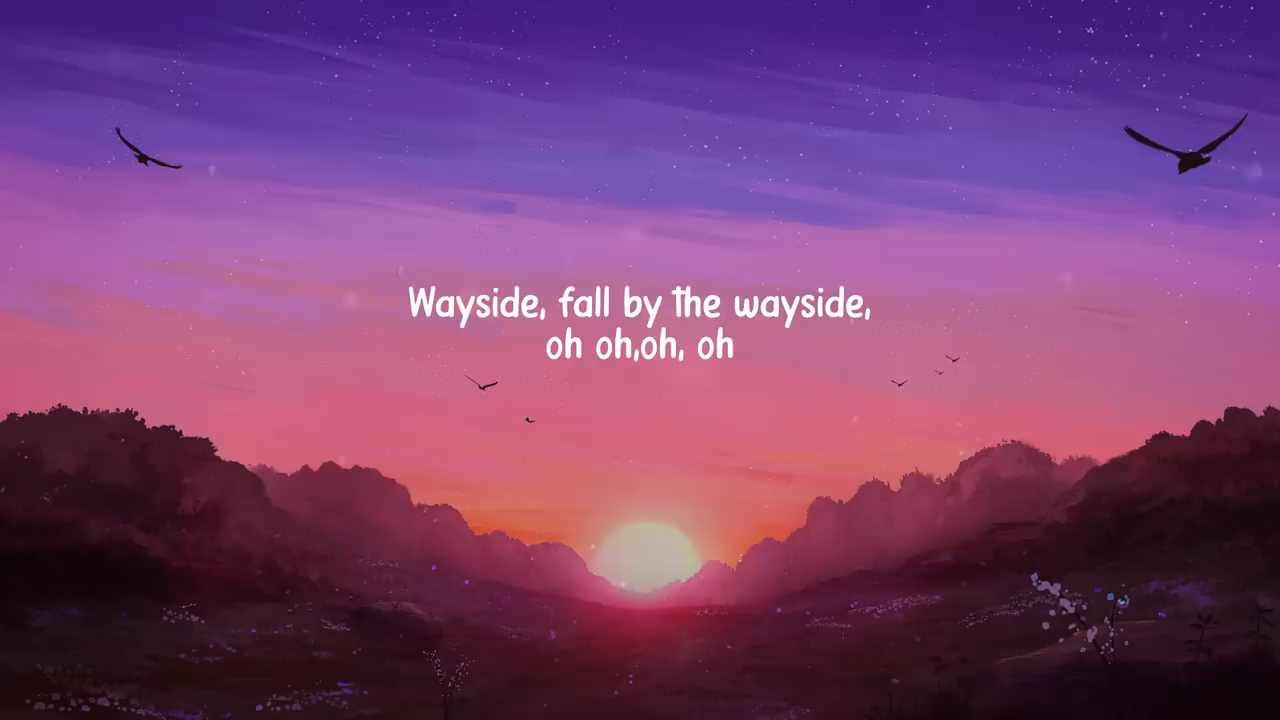 Wayside, fall by the wayside,
oh oh,oh, oh